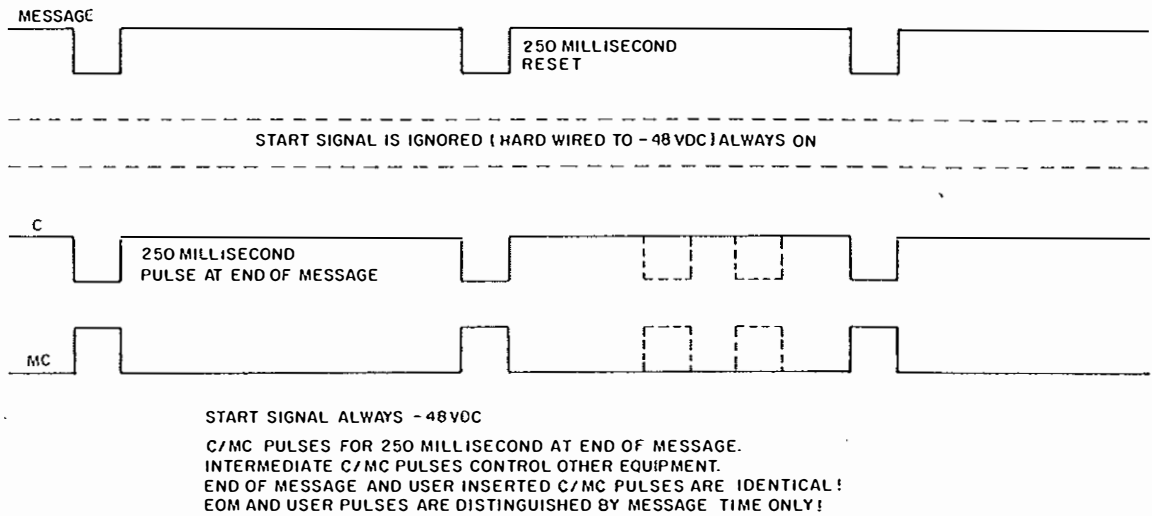 MESSAGE
250 MILLISECOND
RESET
START SIGNAL IS IGNORED (HARD WIRED TO -48 VDC) ALWAYS ON
C
250 MILLISECOND
PULSE AT END OF MESSAGE
MC
START SIGNAL ALWAYS -48VDC
C/MC PULSES FOR 250 MILLISECOND AT END OF MESSAGE.
INTERMEDIATE C/MC PULSES CONTROL OTHER EQUIPMENT.
END OF MESSAGE AND USER INSERTED C/MC PULSES ARE IDENTICAL!
EOM AND USER PULSES ARE DISTINGUISHED BY MESSAGE TIME ONLY!